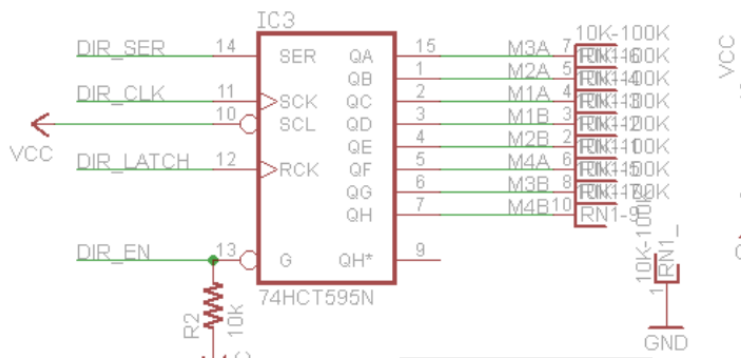 IC3
10K-100K
DIR_SER 14 SER QA 15 M3A 7
QB 1 M2A 5
DIR_CLK 11 SCK QC 2 M1A 4
10 SCL QD 3 M1B 3
VCC
QE 4 M2B 2
DIR_LATCH 12 RCK QF 5 M4A 6
QG 6 M3B 8
QH 7 M4B 10 RN1-9
DIR_EN 13 G QH* 9
74HCT595N
R2
10K
10K-100K
RN1_
1
GND
VCC